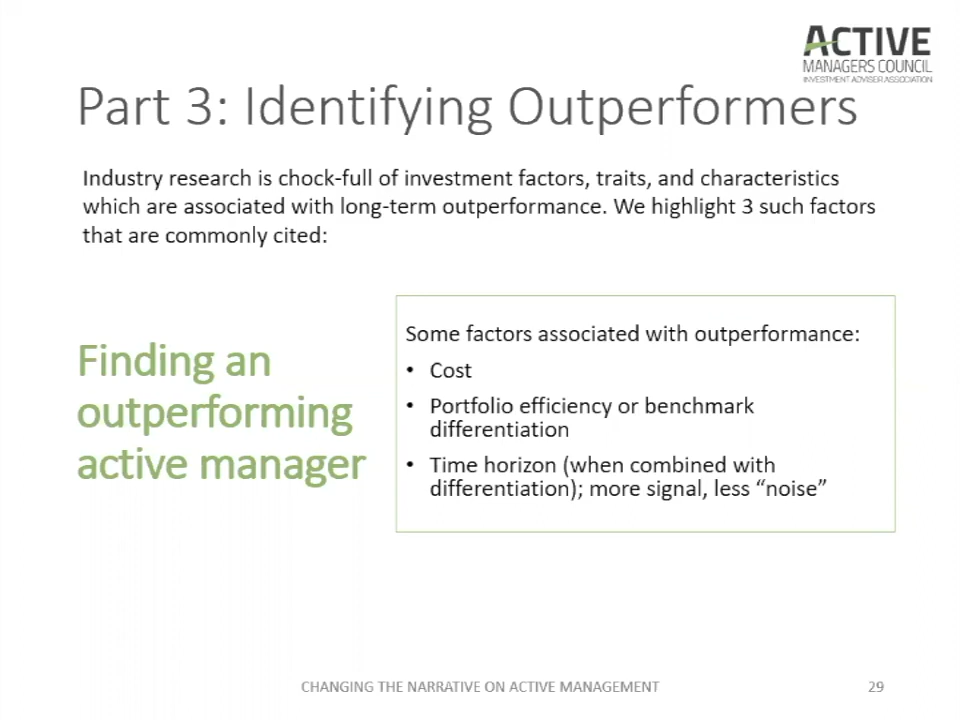 ACTIVE
MANAGERS COUNCIL
INVESTMENT ADVISER ASSOCIATION
Part 3: Identifying Outperformers
Industry research is chock-full of investment factors, traits, and characteristics
which are associated with long-term outperformance. We highlight 3 such factors
that are commonly cited:
Finding an
outperforming
active manager
Some factors associated with outperformance:
• Cost
• Portfolio efficiency or benchmark
differentiation
• Time horizon (when combined with
differentiation); more signal, less “noise”
CHANGING THE NARRATIVE ON ACTIVE MANAGEMENT
29